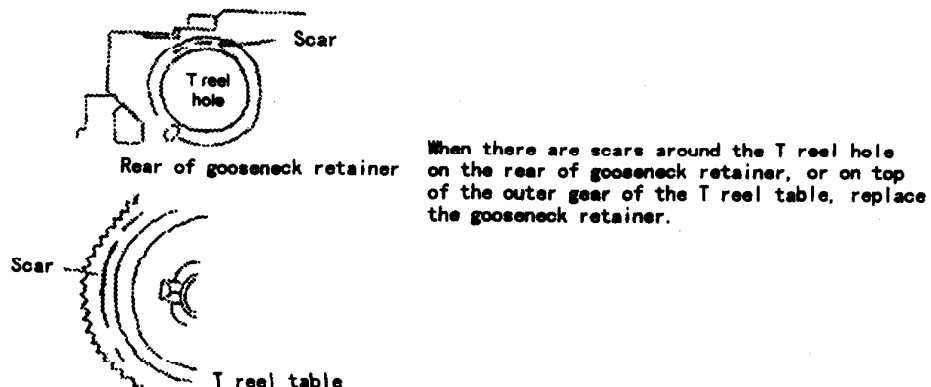 Scar
T reel
hole
Rear of gooseneck retainer
When there are scars around the T reel hole
on the rear of gooseneck retainer, or on top
of the outer gear of the T reel table, replace
the gooseneck retainer.
Scar
T reel table